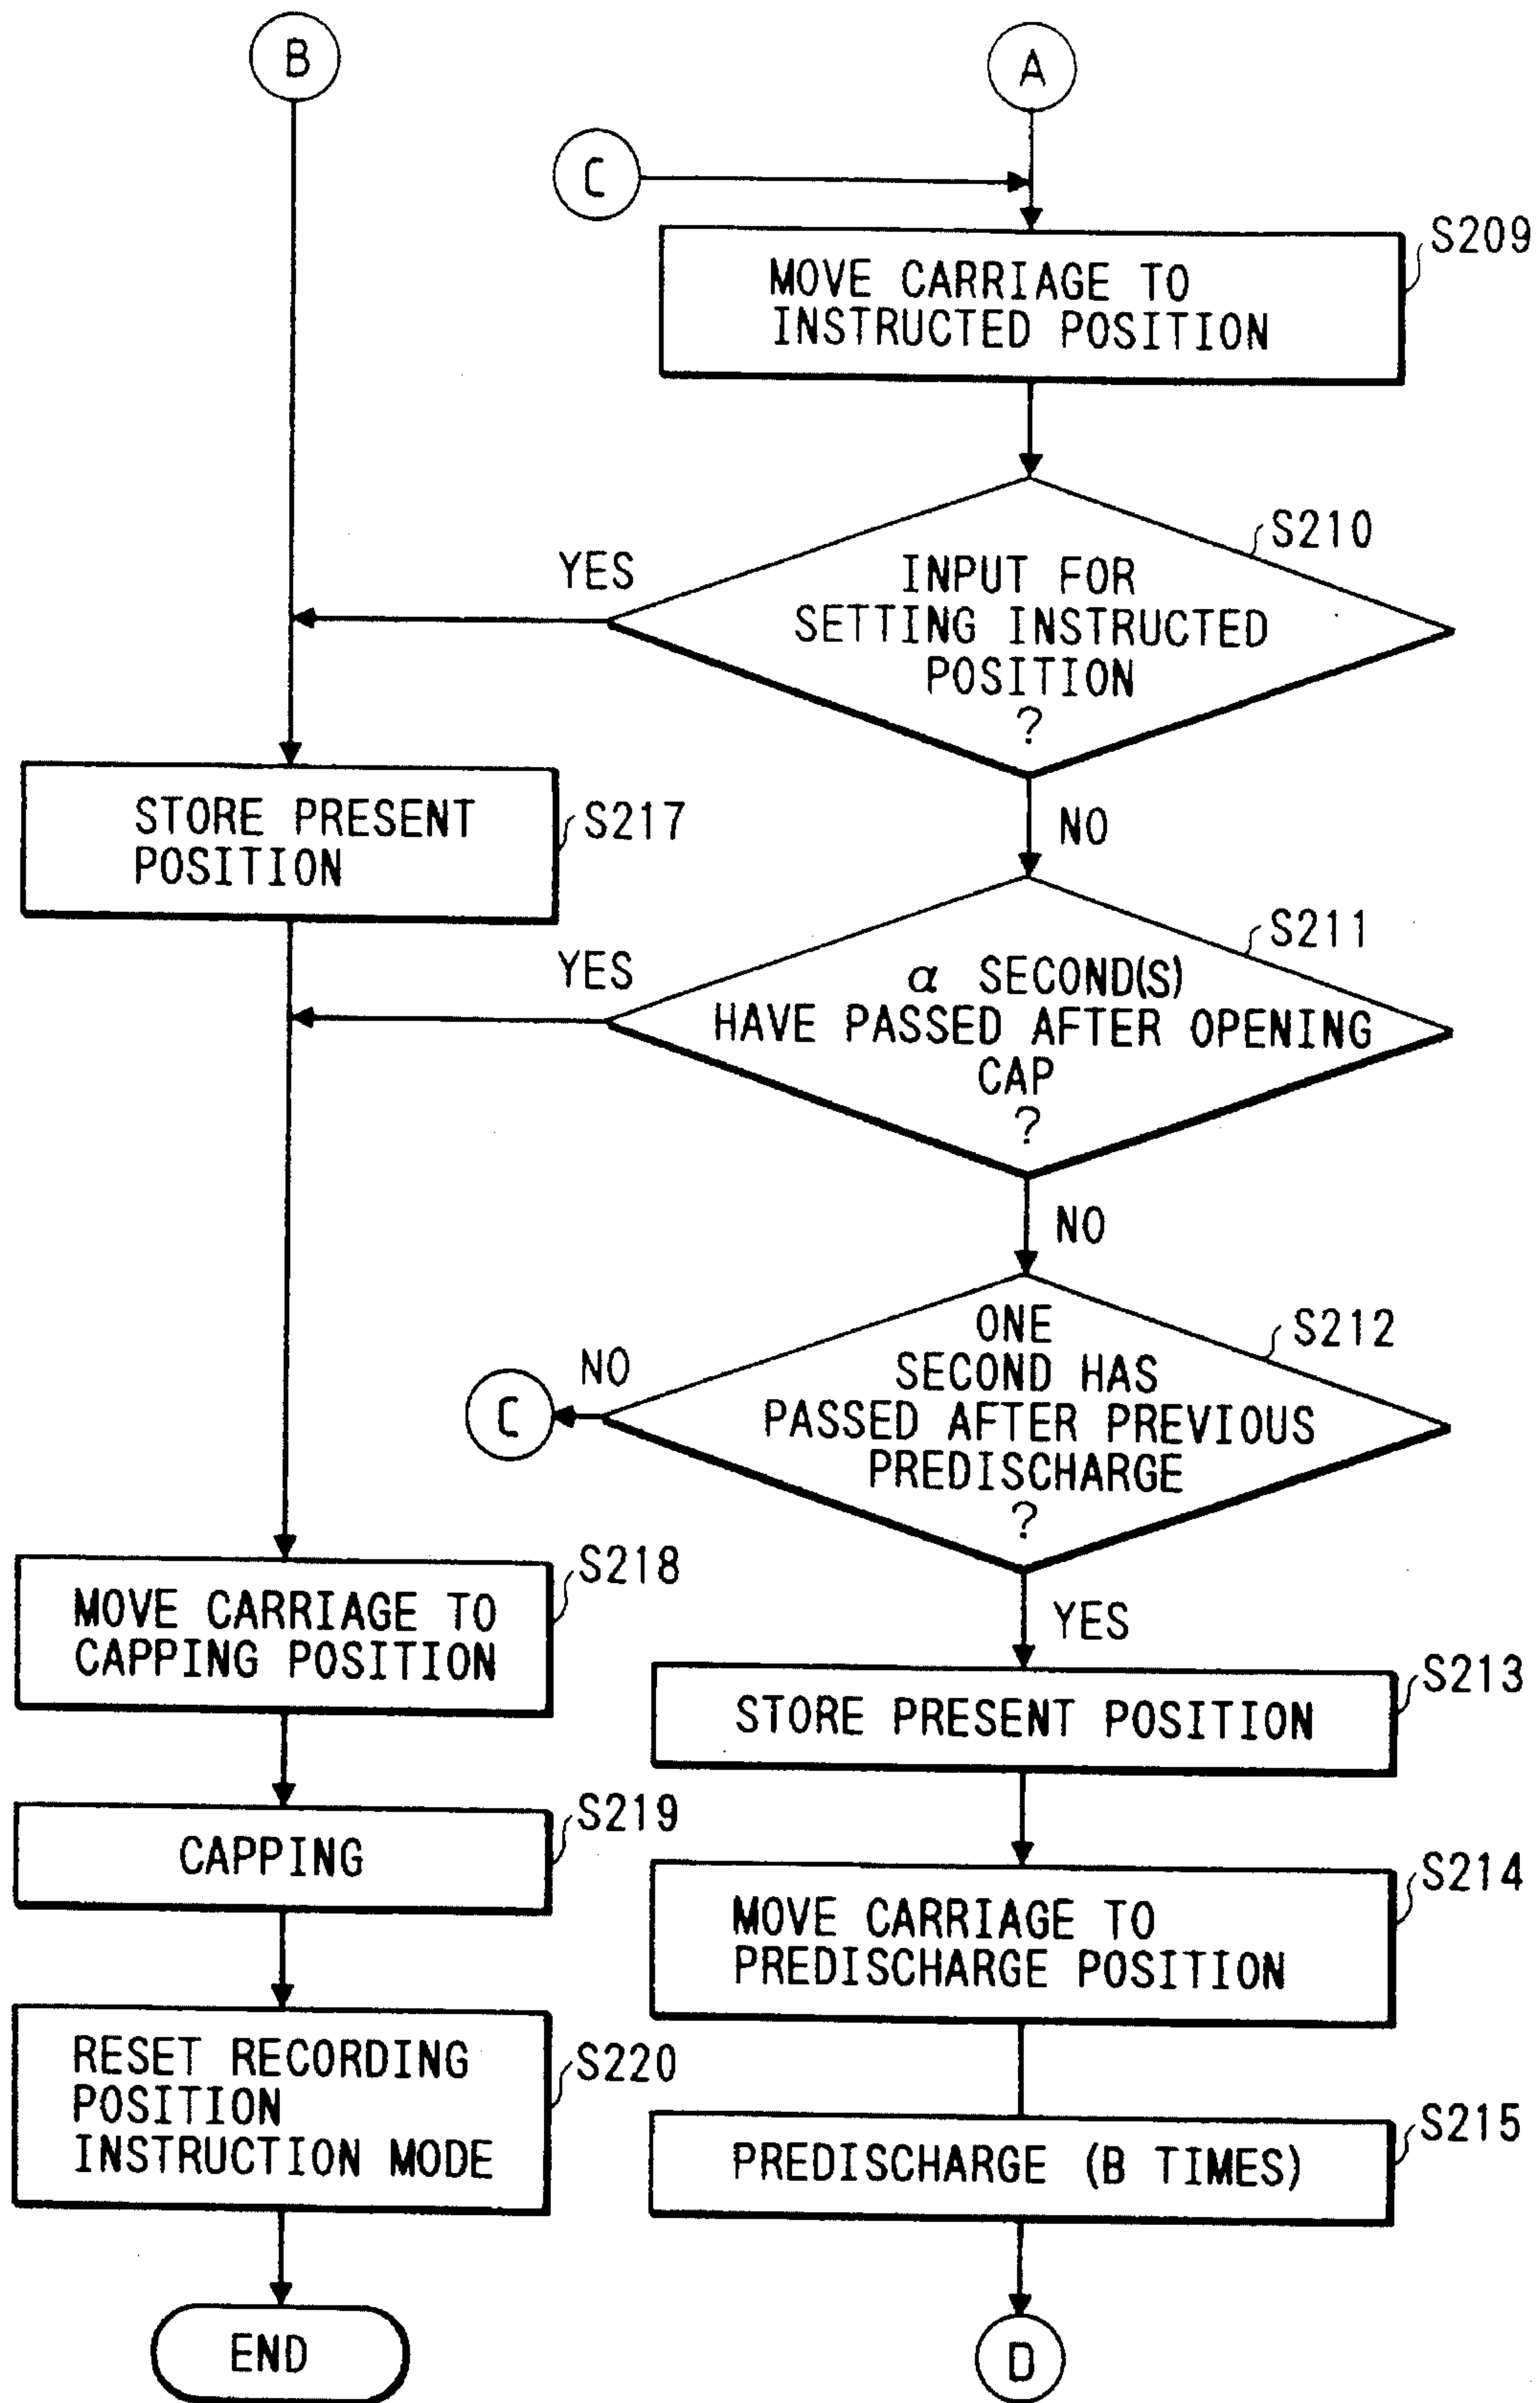 B
A
C
S209
MOVE CARRIAGE TO
INSTRUCTED POSITION
S210
YES
INPUT FOR
SETTING INSTRUCTED
POSITION
?
NO
STORE PRESENT
POSITION
S217
S211
YES
α SECOND(S)
HAVE PASSED AFTER OPENING
CAP
?
NO
S212
NO
C
ONE
SECOND HAS
PASSED AFTER PREVIOUS
PREDISCHARGE
?
YES
S218
MOVE CARRIAGE TO
CAPPING POSITION
S213
STORE PRESENT POSITION
S219
CAPPING
S214
MOVE CARRIAGE TO
PREDISCHARGE POSITION
S220
RESET RECORDING
POSITION
INSTRUCTION MODE
S215
PREDISCHARGE (B TIMES)
END
D